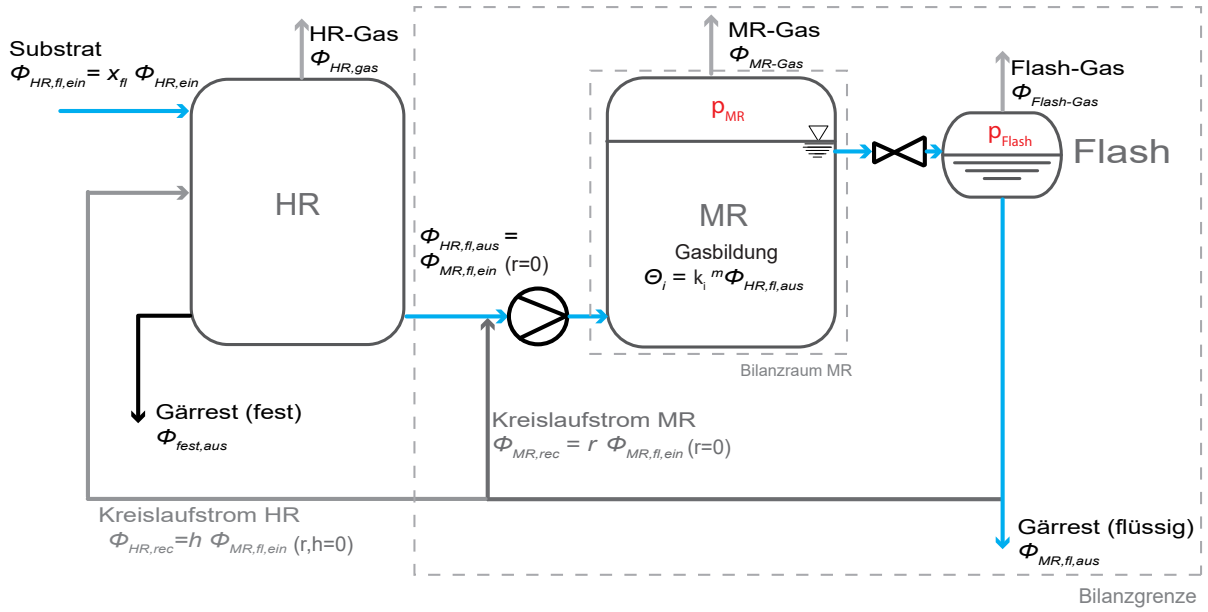 Substrat
Φ_HR,fl,ein = x_fl Φ_HR,ein
HR-Gas
Φ_HR,gas
MR-Gas
Φ_MR-Gas
Flash-Gas
Φ_Flash-Gas
p_MR
p_Flash
Flash
HR
MR
Gasbildung
Θ_i = k_i ^m Φ_HR,fl,aus
Φ_HR,fl,aus =
Φ_MR,fl,ein (r=0)
Bilanzraum MR
Gärrest (fest)
Φ_fest,aus
Kreislaufstrom MR
Φ_MR,rec = r Φ_MR,fl,ein (r=0)
Kreislaufstrom HR
Φ_HR,rec =h Φ_MR,fl,ein (r,h=0)
Gärrest (flüssig)
Φ_MR,fl,aus
Bilanzgrenze